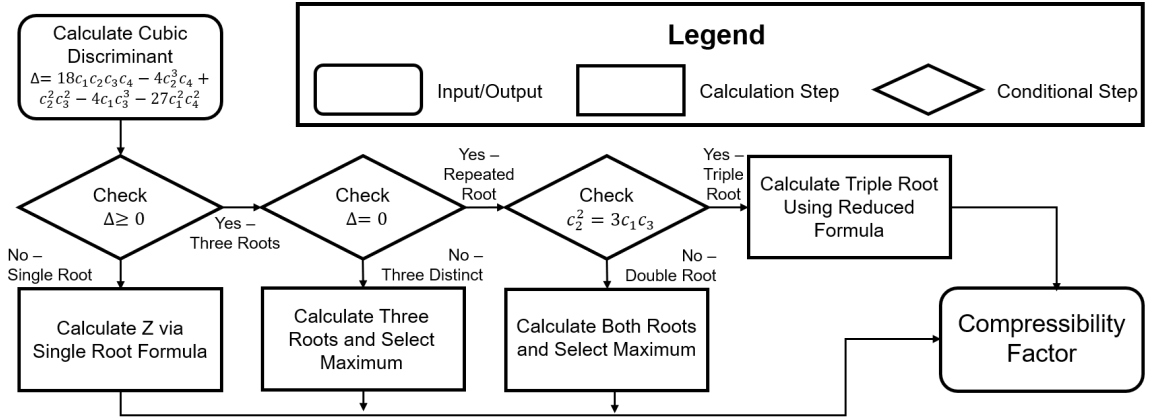 Calculate Cubic
Discriminant
Δ= 18c₁c₂c₃c₄ − 4c₂³c₄ +
c₂²c₃² − 4c₁c₃³ − 27c₁²c₄²
Legend
Input/Output
Calculation Step
Conditional Step
Check
Δ≥ 0
Yes –
Three Roots
No –
Single Root
Check
Δ= 0
Yes –
Repeated
Root
No –
Three Distinct
Check
c₂² = 3c₁c₃
Yes –
Triple
Root
No –
Double Root
Calculate Triple Root
Using Reduced
Formula
Calculate Z via
Single Root Formula
Calculate Three
Roots and Select
Maximum
Calculate Both Roots
and Select Maximum
Compressibility
Factor